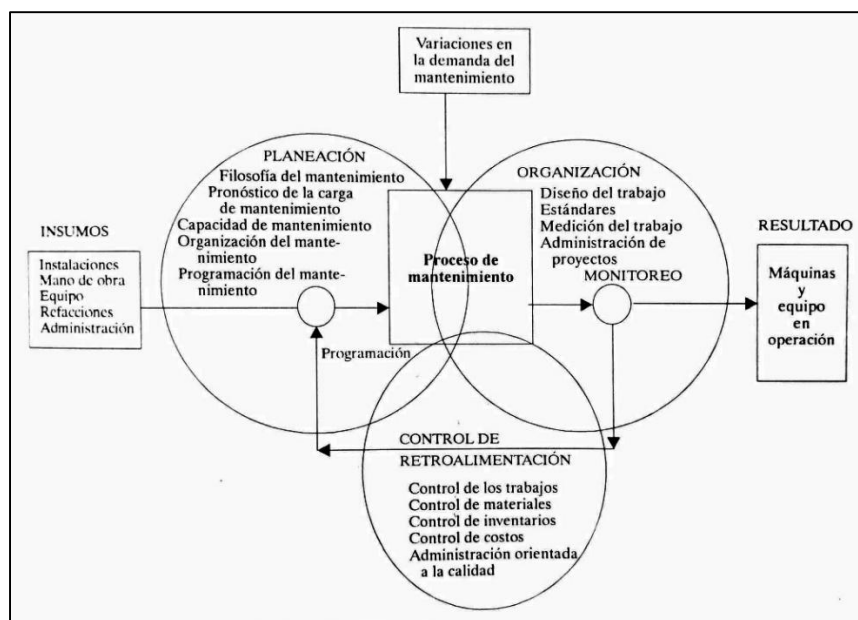 Variaciones en
la demanda del
mantenimiento
PLANEACIÓN
Filosofía del mantenimiento
Pronóstico de la carga
de mantenimiento
Capacidad de mantenimiento
Organización del mante-
nimiento
Programación del mante-
nimiento
ORGANIZACIÓN
Diseño del trabajo
Estándares
Medición del trabajo
Administración de
proyectos
MONITOREO
INSUMOS
Instalaciones
Mano de obra
Equipo
Refacciones
Administración
Proceso de
mantenimiento
RESULTADO
Máquinas
y
equipo
en
operación
Programación
CONTROL DE
RETROALIMENTACIÓN
Control de los trabajos
Control de materiales
Control de inventarios
Control de costos
Administración orientada
a la calidad